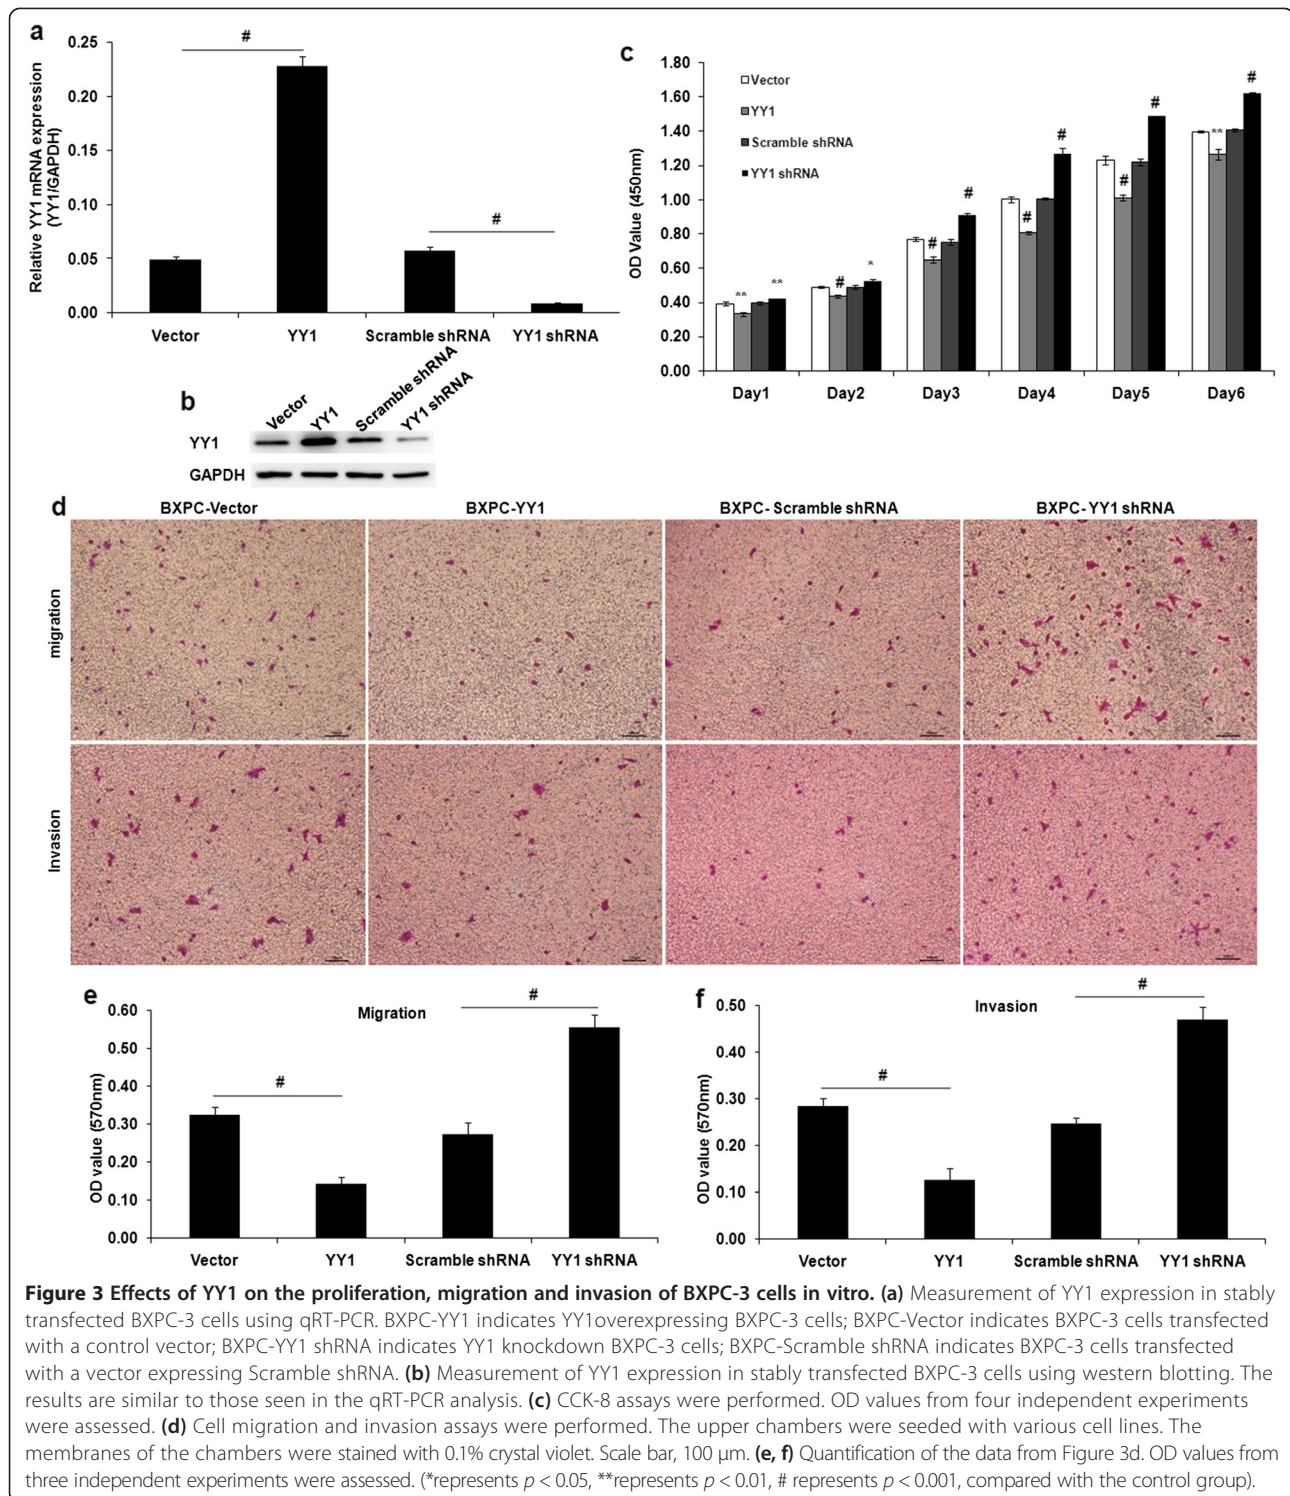 a
#
0.25
0.20
0.15
0.10
0.05
0.00
Relative YY1 mRNA expression
(YY1/GAPDH)
#
Vector YY1 Scramble shRNA YY1 shRNA
b
Vector YY1 Scramble shRNA YY1 shRNA
YY1
GAPDH
c
1.80
1.60
1.40
1.20
1.00
0.80
0.60
0.40
0.20
0.00
OD Value (450nm)
Vector
YY1
Scramble shRNA
YY1 shRNA
** **
# *
# #
# #
# #
** #
Day1 Day2 Day3 Day4 Day5 Day6
d
BXPC-Vector BXPC-YY1 BXPC- Scramble shRNA BXPC- YY1 shRNA
migration
Invasion
e
Migration
0.60
0.50
0.40
0.30
0.20
0.10
0.00
OD value (570nm)
# #
Vector YY1 Scramble shRNA YY1 shRNA
f
Invasion
0.50
0.40
0.30
0.20
0.10
0.00
OD value (570nm)
# #
Vector YY1 Scramble shRNA YY1 shRNA
Figure 3 Effects of YY1 on the proliferation, migration and invasion of BXPC-3 cells in vitro. (a) Measurement of YY1 expression in stably
transfected BXPC-3 cells using qRT-PCR. BXPC-YY1 indicates YY1overexpressing BXPC-3 cells; BXPC-Vector indicates BXPC-3 cells transfected
with a control vector; BXPC-YY1 shRNA indicates YY1 knockdown BXPC-3 cells; BXPC-Scramble shRNA indicates BXPC-3 cells transfected
with a vector expressing Scramble shRNA. (b) Measurement of YY1 expression in stably transfected BXPC-3 cells using western blotting. The
results are similar to those seen in the qRT-PCR analysis. (c) CCK-8 assays were performed. OD values from four independent experiments
were assessed. (d) Cell migration and invasion assays were performed. The upper chambers were seeded with various cell lines. The
membranes of the chambers were stained with 0.1% crystal violet. Scale bar, 100 μm. (e, f) Quantification of the data from Figure 3d. OD values from
three independent experiments were assessed. (*represents p < 0.05, **represents p < 0.01, # represents p < 0.001, compared with the control group).